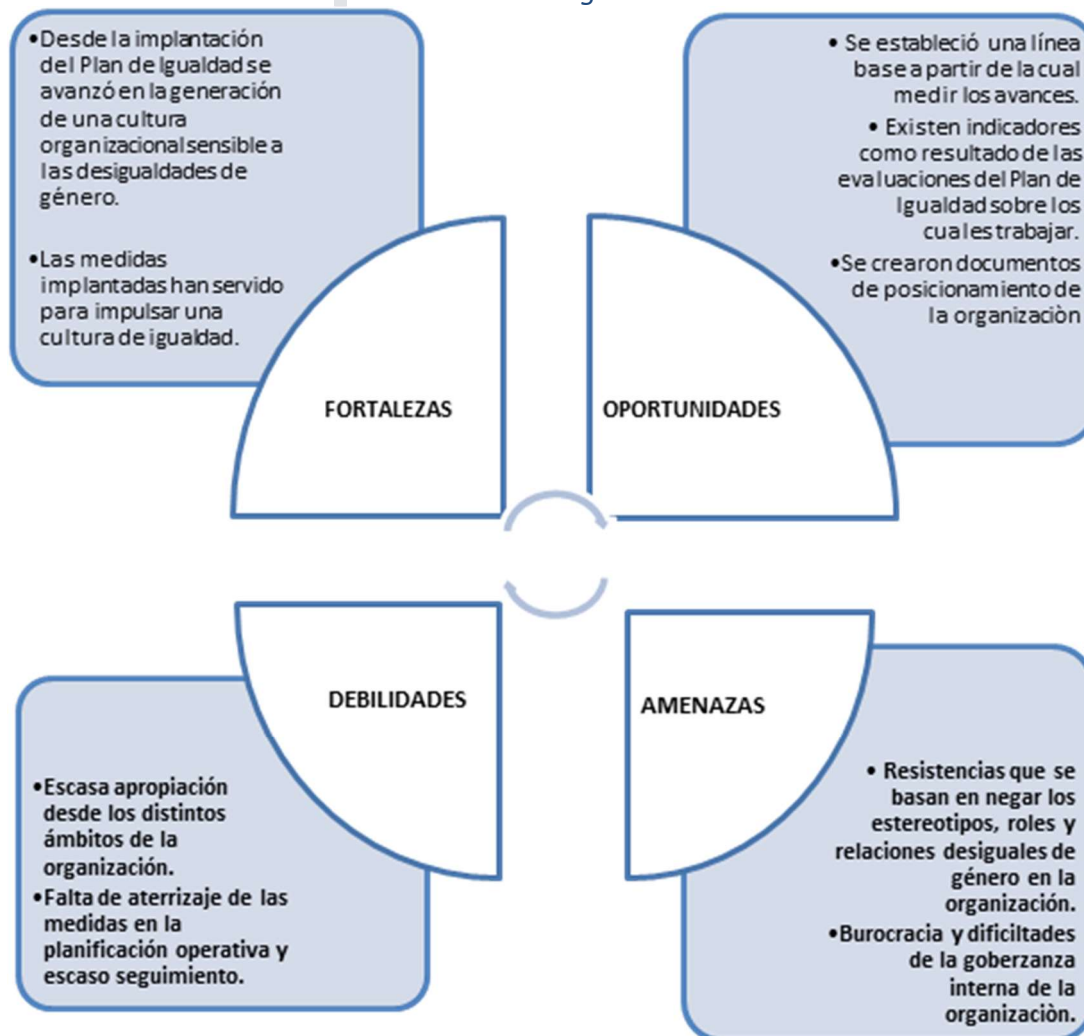 •Desde la implantación
del Plan de Igualdad se
avanzó en la generación
de una cultura
organizacional sensible a
las desigualdades de
género.
•Las medidas
implantadas han servido
para impulsar una
cultura de igualdad.
• Se estableció una línea
base a partir de la cual
medir los avances.
• Existen indicadores
como resultado de las
evaluaciones del Plan de
Igualdad sobre los
cuales trabajar.
•Se crearon documentos
de posicionamiento de
la organizaciòn
FORTALEZAS
OPORTUNIDADES
DEBILIDADES
AMENAZAS
•Escasa apropiación
desde los distintos
ámbitos de la
organización.
•Falta de aterrizaje de las
medidas en la
planificación operativa y
escaso seguimiento.
• Resistencias que se
basan en negar los
estereotipos, roles y
relaciones desiguales de
género en la
organización.
•Burocracia y dificiltades
de la goberzanza
interna de la
organizaciòn.